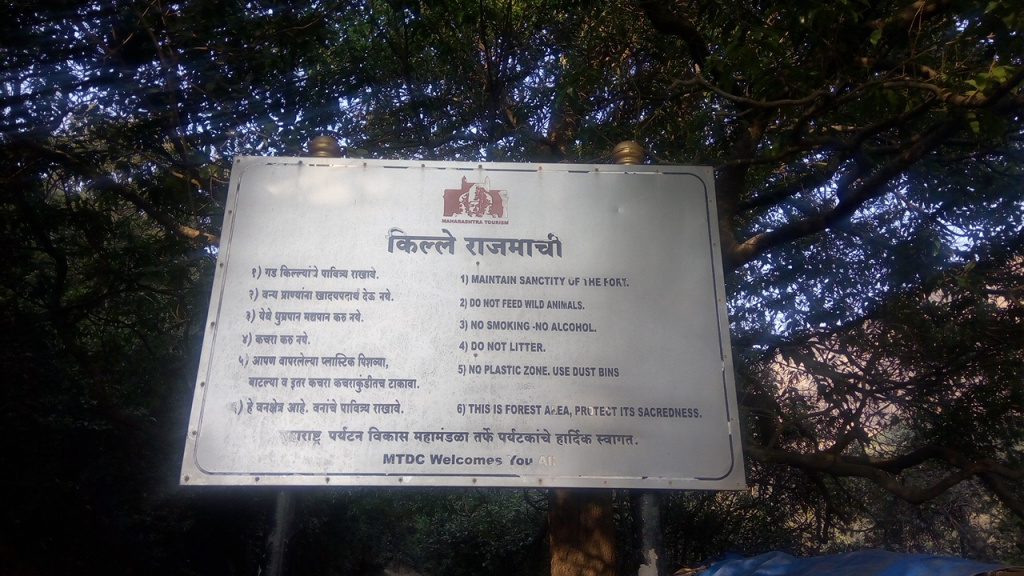 MAHARASHTRA TOURISM
किल्ले राजमाची
१) गड किल्ल्यांचे पावित्र्य राखावे.
२) वन्य प्राण्यांना खाद्यपदार्थ देऊ नये.
३) येथे धुम्रपान मद्यपान करु नये.
४) कचरा करु नये.
५) आपण वापरलेल्या प्लास्टिक पिशव्या,
बाटल्या व इतर कचरा कचराकुंडीतच टाकावा.
६) हे वनक्षेत्र आहे. वनांचे पावित्र्य राखावे.
1) MAINTAIN SANCTITY OF THE FORT.
2) DO NOT FEED WILD ANIMALS.
3) NO SMOKING -NO ALCOHOL.
4) DO NOT LITTER.
5) NO PLASTIC ZONE. USE DUST BINS
6) THIS IS FOREST AREA, PROTECT ITS SACREDNESS.
महाराष्ट्र पर्यटन विकास महामंडळा तर्फे पर्यटकांचे हार्दिक स्वागत.
MTDC Welcomes You All